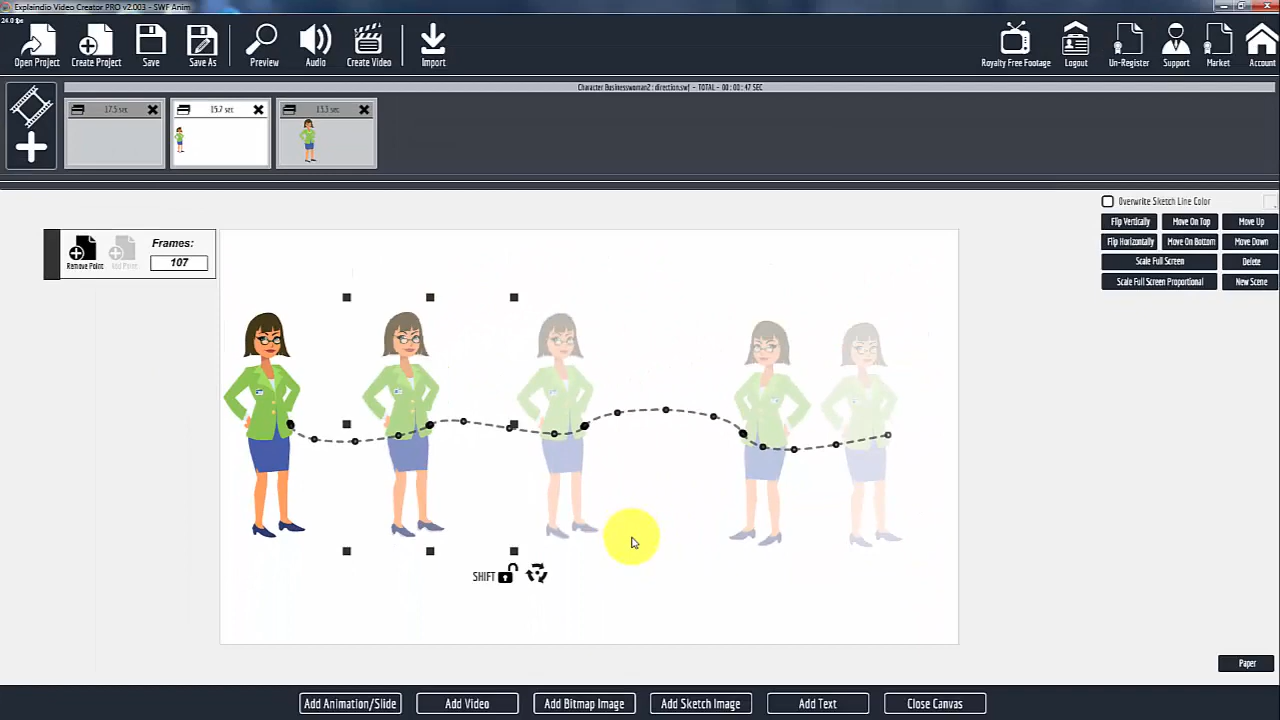 Explaindio Video Creator PRO v2.003 - SWF Anim
24.0 fps
Open Project
Create Project
Save
Save As
Preview
Audio
Create Video
Import
Royalty Free Footage
Logout
Un-Register
Support
Market
Account
Character Businesswoman2 : direction.swf - TOTAL - 00 : 00 : 47 SEC
17.5 sec
15.7 sec
13.3 sec
Overwrite Sketch Line Color
Flip Vertically
Move On Top
Move Up
Flip Horizontally
Move On Bottom
Move Down
Scale Full Screen
Delete
Scale Full Screen Proportional
New Scene
Remove Point
Add Point
Frames:
107
SHIFT
Paper
Add Animation/Slide
Add Video
Add Bitmap Image
Add Sketch Image
Add Text
Close Canvas